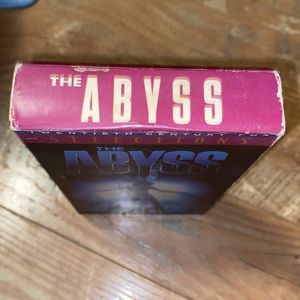 THE ABYSS
TWENTIETH CENTURY FOX
SELECTIONS
THE
ABYSS